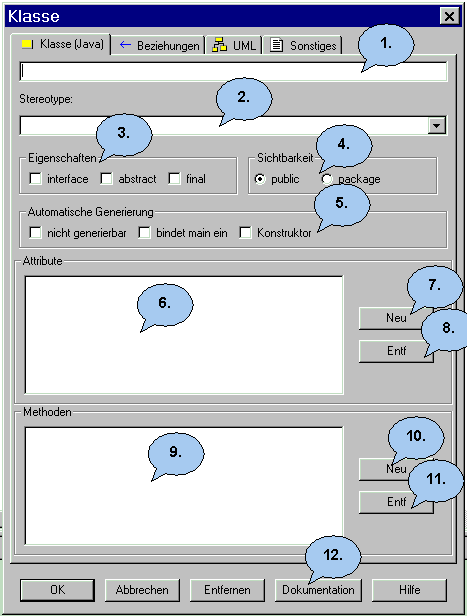 Klasse
Klasse (Java) Beziehungen UML Sonstiges
1.
Stereotype:
2.
3.
4.
Eigenschaften Sichtbarkeit
interface abstract final public package
5.
Automatische Generierung
nicht generierbar bindet main ein Konstruktor
Attribute
6.
7.
Neu
8.
Entf
Methoden
9.
10.
Neu
11.
Entf
12.
OK Abbrechen Entfernen Dokumentation Hilfe